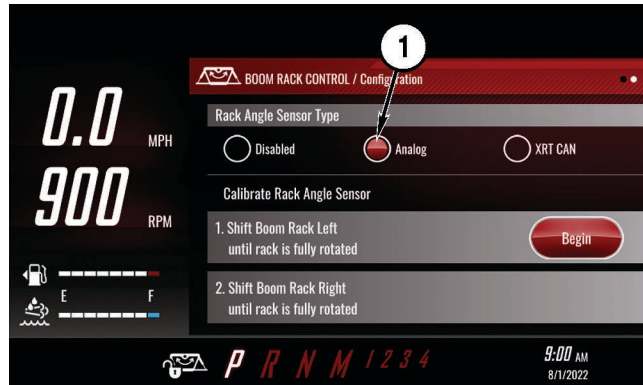 1
BOOM RACK CONTROL / Configuration
Rack Angle Sensor Type
Disabled
Analog
XRT CAN
0.0 MPH
900 RPM
Calibrate Rack Angle Sensor
1. Shift Boom Rack Left
until rack is fully rotated
Begin
2. Shift Boom Rack Right
until rack is fully rotated
E F
P R N M 1 2 3 4
9:00 AM
8/1/2022